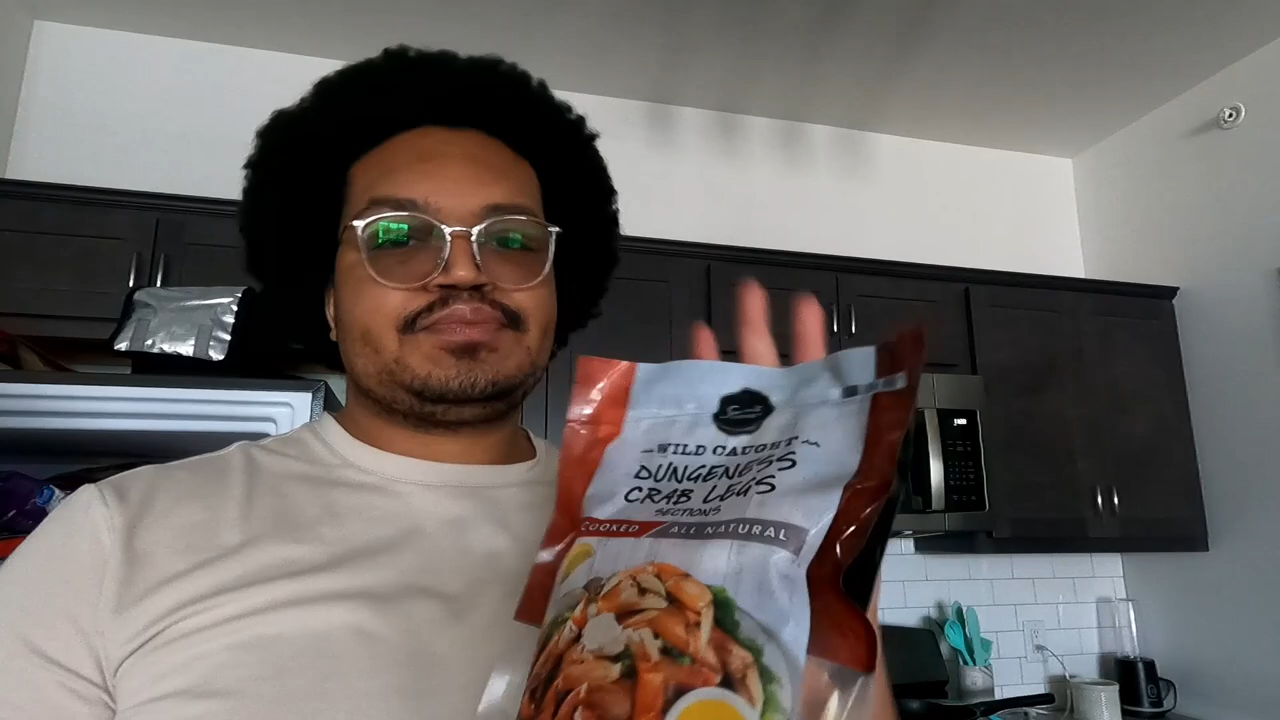 WILD CAUGHT
DUNGENESS
CRAB LEGS
SECTIONS
COOKED ALL NATURAL